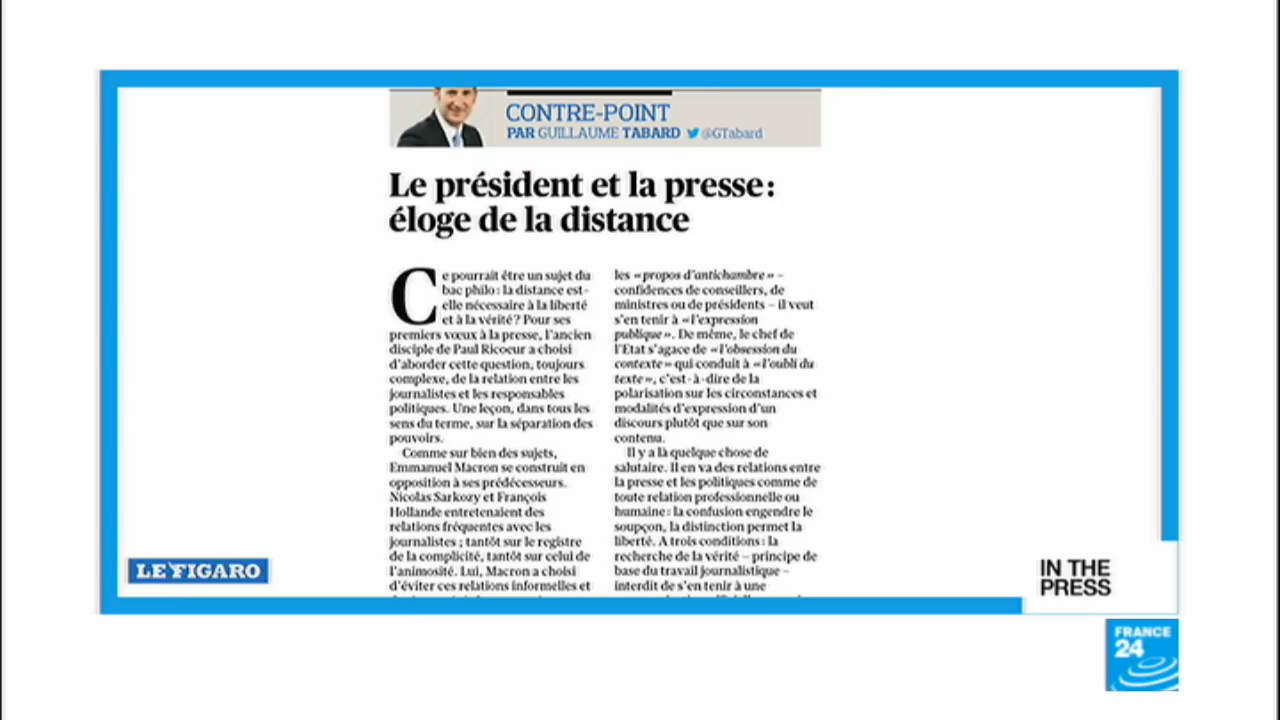 CONTRE-POINT
PAR GUILLAUME TABARD @GTabard
Le président et la presse :
éloge de la distance
Ce pourrait être un sujet du
bac philo : la distance est-
elle nécessaire à la liberté
et à la vérité ? Pour ses
premiers vœux à la presse, l'ancien
disciple de Paul Ricoeur a choisi
d'aborder cette question, toujours
complexe, de la relation entre les
journalistes et les responsables
politiques. Une leçon, dans tous les
sens du terme, sur la séparation des
pouvoirs.
Comme sur bien des sujets,
Emmanuel Macron se construit en
opposition à ses prédécesseurs.
Nicolas Sarkozy et François
Hollande entretenaient des
relations fréquentes avec les
journalistes ; tantôt sur le registre
de la complicité, tantôt sur celui de
l'animosité. Lui, Macron a choisi
d'éviter ces relations informelles et
les « propos d'antichambre » –
confidences de conseillers, de
ministres ou de présidents – il veut
s'en tenir à « l'expression
publique ». De même, le chef de
l'Etat s'agace de « l'obsession du
contexte » qui conduit à « l'oubli du
texte », c'est-à-dire de la
polarisation sur les circonstances et
modalités d'expression d'un
discours plutôt que sur son
contenu.
Il y a là quelque chose de
salutaire. Il en va des relations entre
la presse et les politiques comme de
toute relation professionnelle ou
humaine : la confusion engendre le
soupçon, la distinction permet la
liberté. A trois conditions : la
recherche de la vérité – principe de
base du travail journalistique –
interdit de s'en tenir à une
LE FIGARO
IN THE
PRESS
FRANCE
24